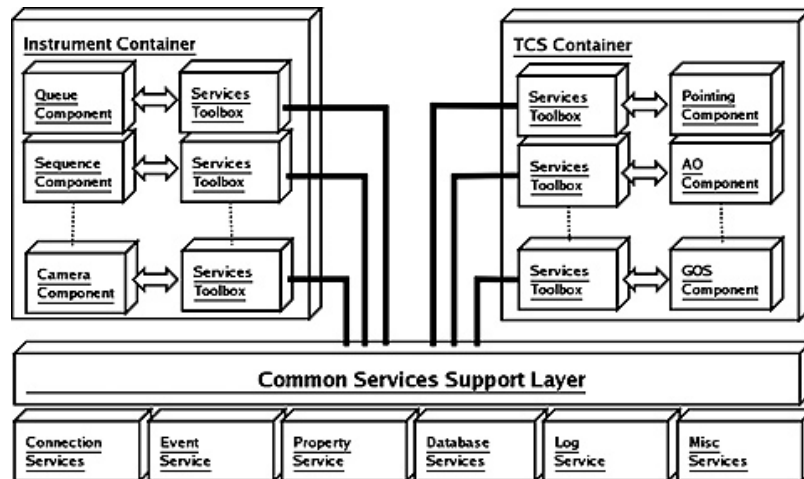 Instrument Container
Queue
Component
Services
Toolbox
Sequence
Component
Services
Toolbox
Camera
Component
Services
Toolbox
TCS Container
Services
Toolbox
Pointing
Component
Services
Toolbox
AO
Component
Services
Toolbox
GOS
Component
Common Services Support Layer
Connection
Services
Event
Service
Property
Service
Database
Services
Log
Service
Misc
Services